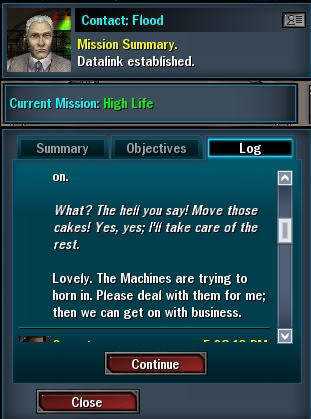 Contact: Flood
Mission Summary.
Datalink established.
Current Mission: High Life
Summary
Objectives
Log
on.
What? The hell you say! Move those
cakes! Yes, yes; I'll take care of the
rest.
Lovely. The Machines are trying to
horn in. Please deal with them for me;
then we can get on with business.
Continue
Close